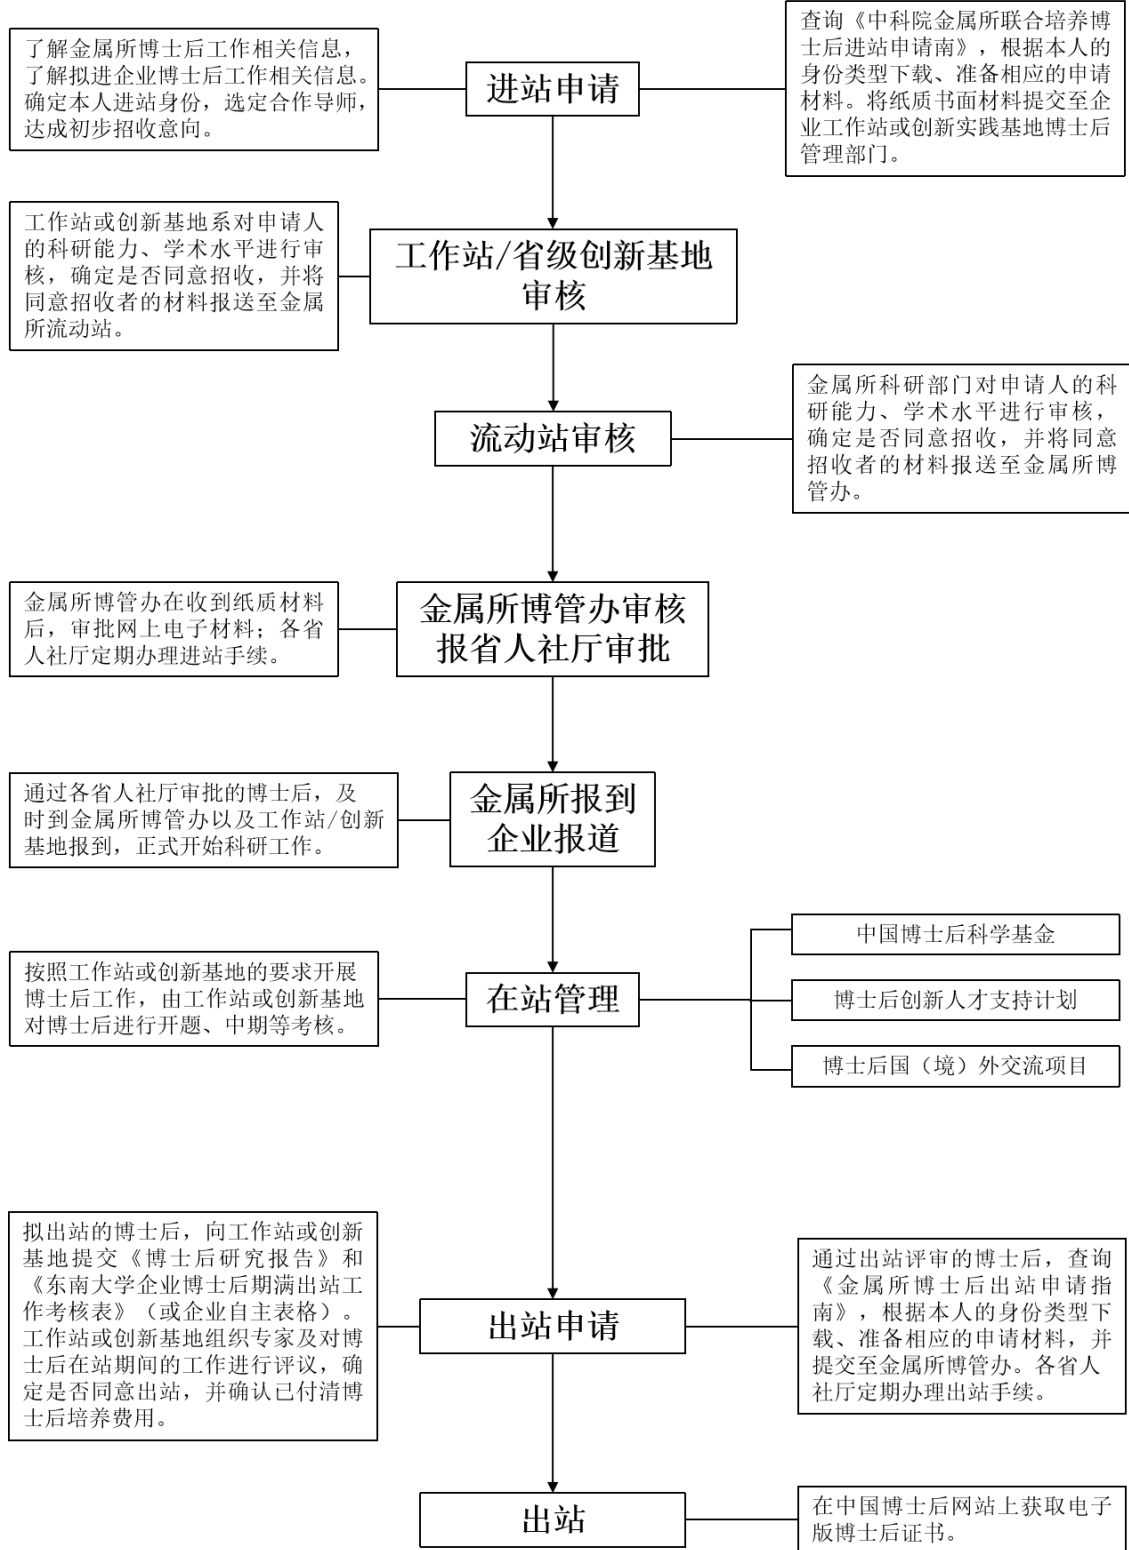 了解金属所博士后工作相关信息，
了解拟进企业博士后工作相关信息。
确定本人进站身份，选定合作导师，
达成初步招收意向。
进站申请
查询《中科院金属所联合培养博
士后进站申请南》，根据本人的
身份类型下载、准备相应的申请
材料。将纸质书面材料提交至企
业工作站或创新实践基地博士后
管理部门。
工作站或创新基地系对申请人
的科研能力、学术水平进行审
核，确定是否同意招收，并将
同意招收者的材料报送至金属
所流动站。
工作站/省级创新基地
审核
流动站审核
金属所科研部门对申请人的科
研能力、学术水平进行审核，
确定是否同意招收，并将同意
招收者的材料报送至金属所博
管办。
金属所博管办在收到纸质材料
后，审批网上电子材料；各省
人社厅定期办理进站手续。
金属所博管办审核
报省人社厅审批
通过各省人社厅审批的博士后，及
时到金属所博管办以及工作站/创新
基地报到，正式开始科研工作。
金属所报到
企业报道
按照工作站或创新基地的要求开展
博士后工作，由工作站或创新基地
对博士后进行开题、中期等考核。
在站管理
中国博士后科学基金
博士后创新人才支持计划
博士后国（境）外交流项目
拟出站的博士后，向工作站或创新
基地提交《博士后研究报告》和
《东南大学企业博士后期满出站工
作考核表》（或企业自主表格）。
工作站或创新基地组织专家及对博
士后在站期间的工作进行评议，确
定是否同意出站，并确认已付清博
士后培养费用。
出站申请
通过出站评审的博士后，查询
《金属所博士后出站申请指
南》，根据本人的身份类型下
载、准备相应的申请材料，并
提交至金属所博管办。各省人
社厅定期办理出站手续。
出站
在中国博士后网站上获取电子
版博士后证书。